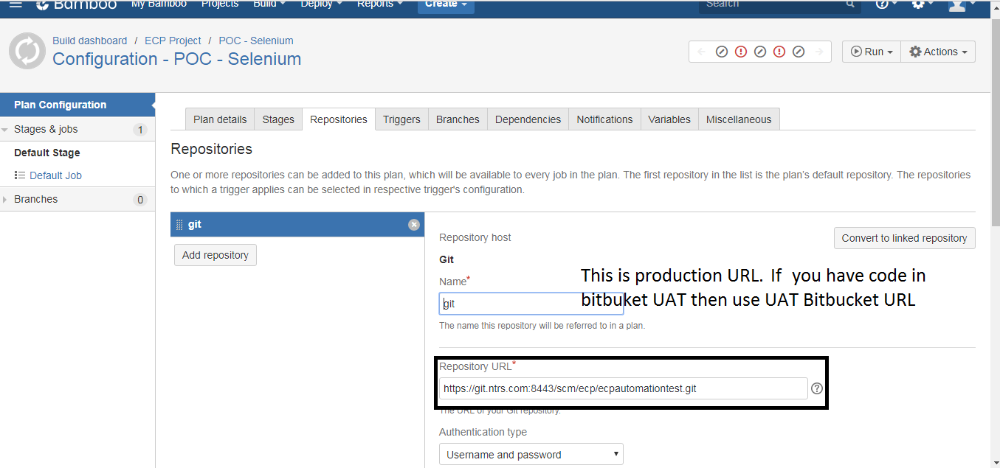 Bamboo My Bamboo Projects Build Deploy Reports Create Search
Build dashboard / ECP Project / POC - Selenium
Configuration - POC - Selenium
Run Actions
Plan Configuration
Stages & jobs 1
Default Stage
Default Job
Branches 0
Plan details Stages Repositories Triggers Branches Dependencies Notifications Variables Miscellaneous
Repositories
One or more repositories can be added to this plan, which will be available to every job in the plan. The first repository in the list is the plan's default repository. The repositories
to which a trigger applies can be selected in respective trigger's configuration.
git
Add repository
Repository host
Convert to linked repository
Git
Name*
git
This is production URL. If you have code in
bitbuket UAT then use UAT Bitbucket URL
The name this repository will be referred to in a plan.
Repository URL*
https://git.ntrs.com:8443/scm/ecp/ecpautomationtest.git
The URL of your Git repository.
Authentication type
Username and password